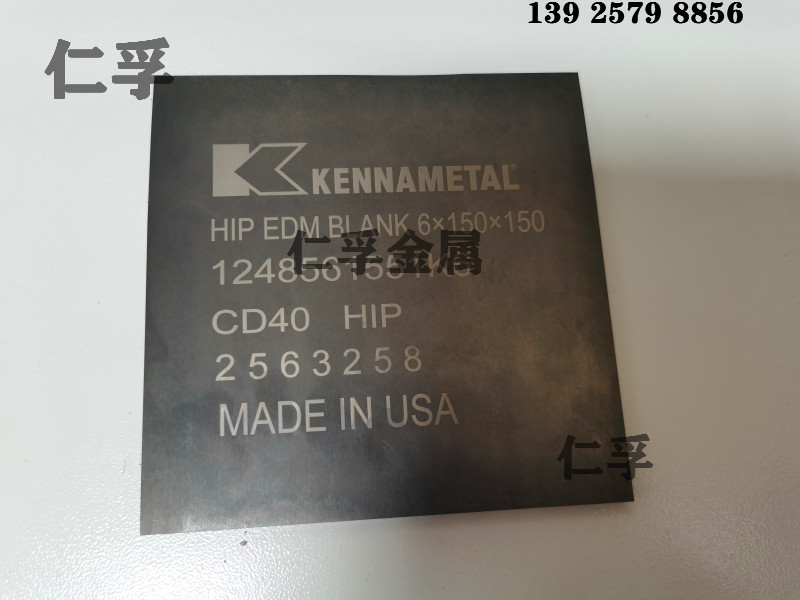 139 2579 8856
仁孚
KENNAMETAL
HIP EDM BLANK 6×150×150
仁孚金属
CD40 HIP
2563258
MADE IN USA
仁孚